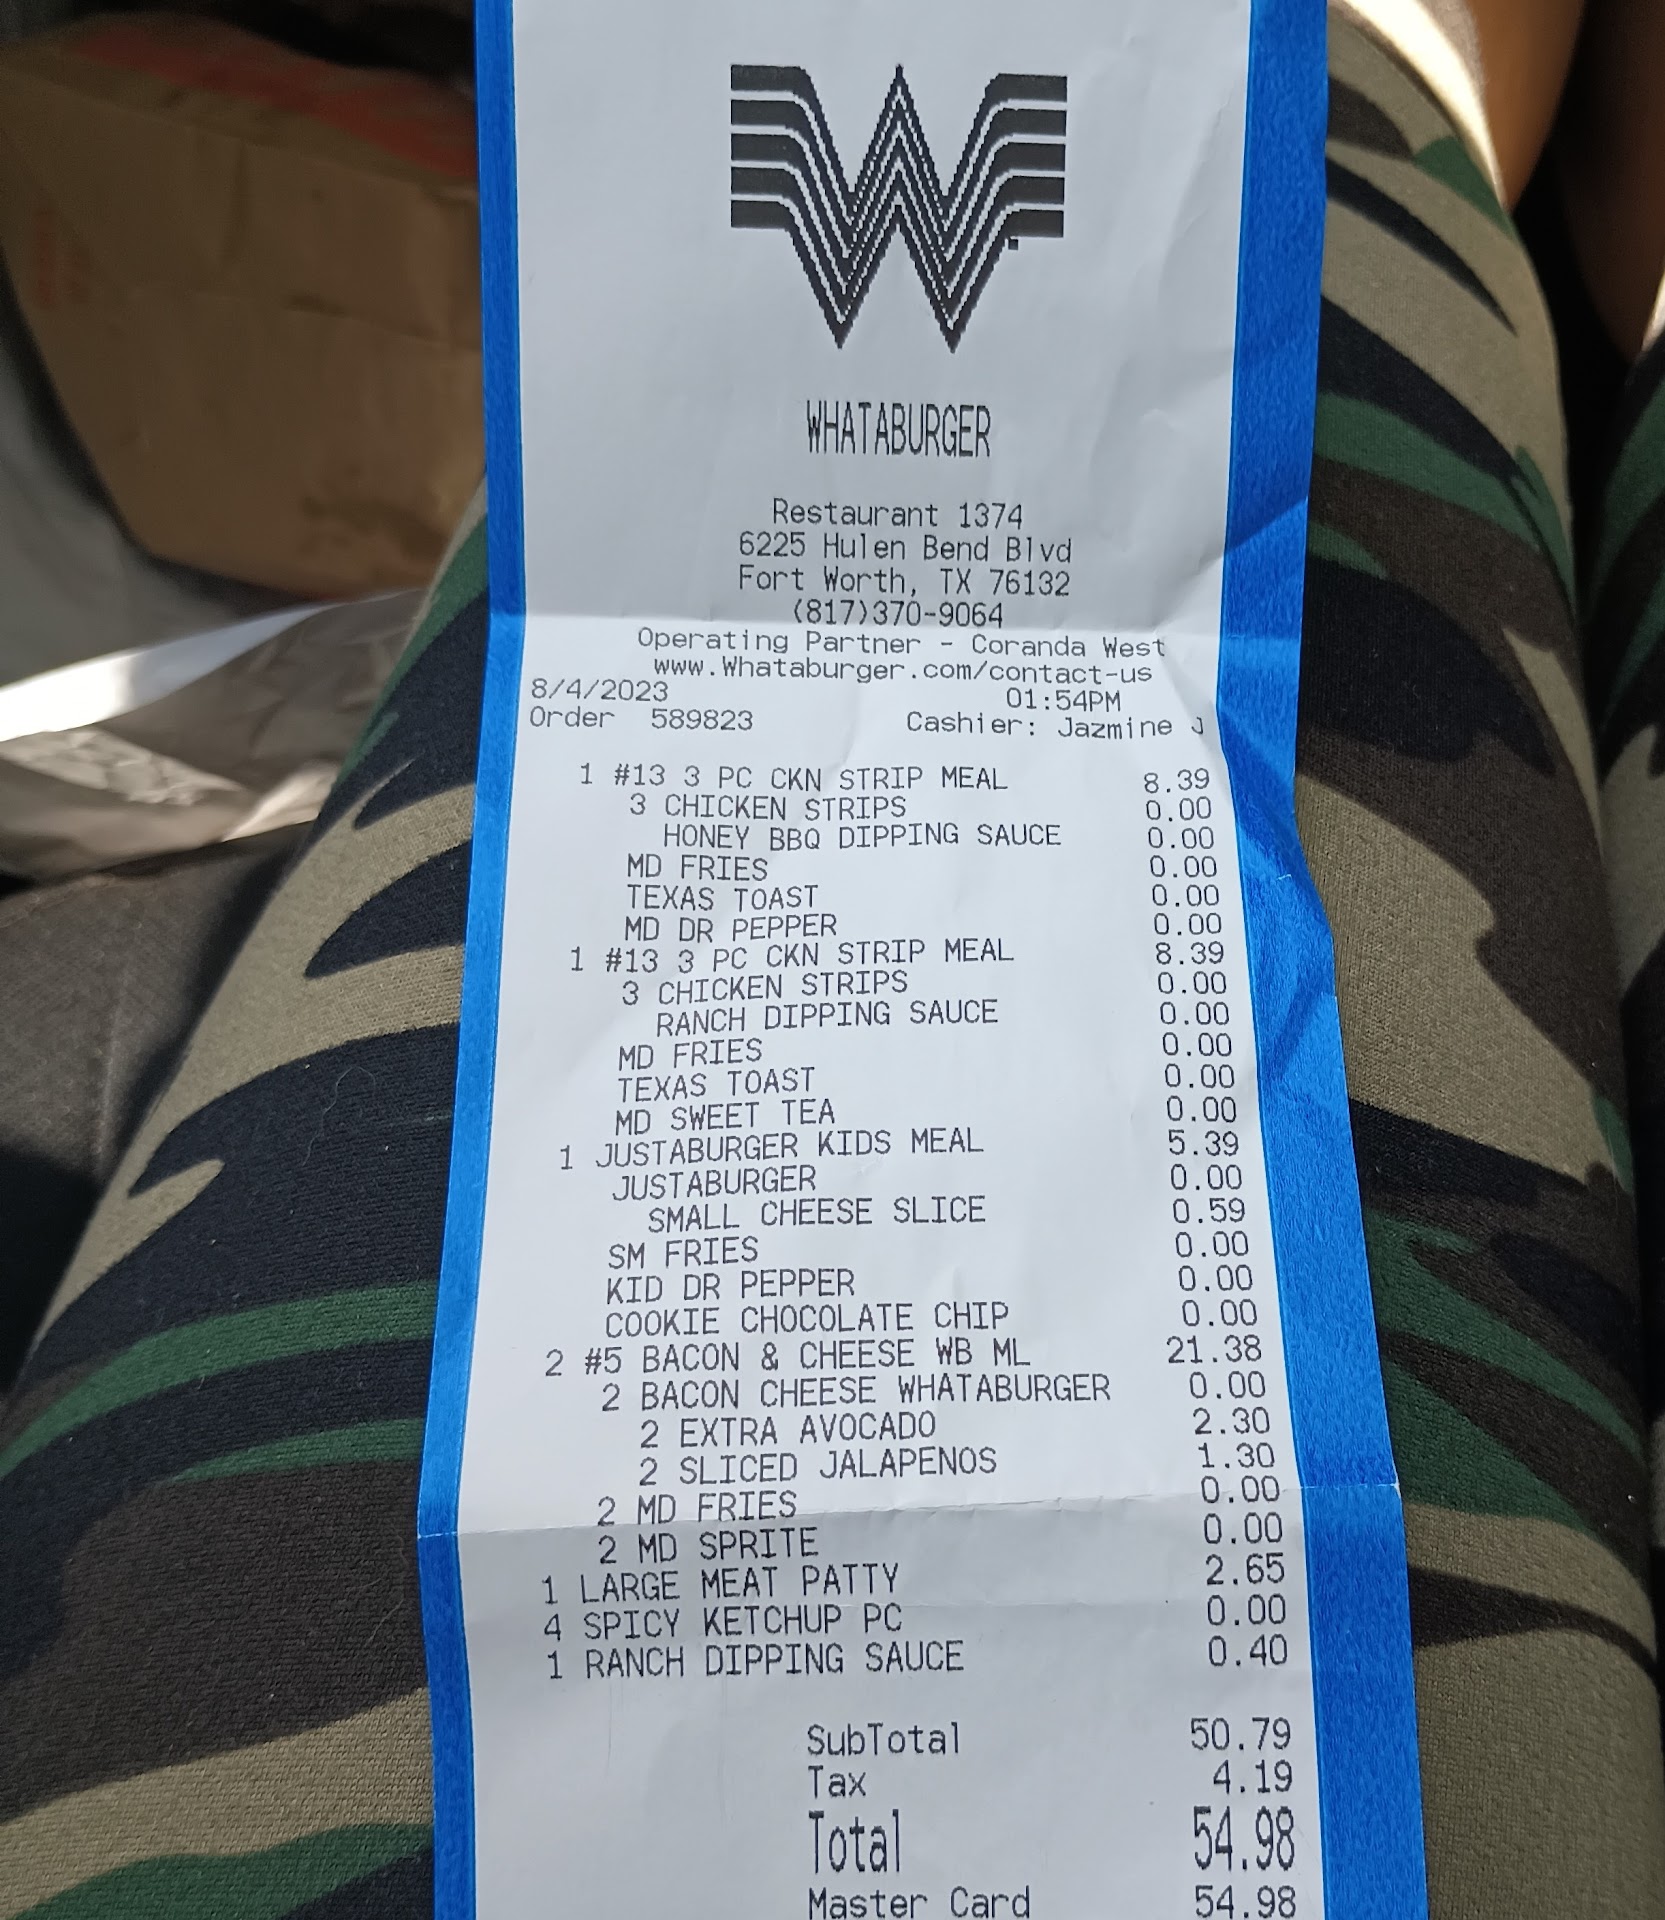 WHATABURGER
Restaurant 1374
6225 Hulen Bend Blvd
Fort Worth, TX 76132
(817)370-9064
Operating Partner - Coranda West
www.Whataburger.com/contact-us
8/4/2023 01:54PM
Order 589823 Cashier: Jazmine J
1 #13 3 PC CKN STRIP MEAL 8.39
3 CHICKEN STRIPS 0.00
HONEY BBQ DIPPING SAUCE 0.00
MD FRIES 0.00
TEXAS TOAST 0.00
MD DR PEPPER 0.00
1 #13 3 PC CKN STRIP MEAL 8.39
3 CHICKEN STRIPS 0.00
RANCH DIPPING SAUCE 0.00
MD FRIES 0.00
TEXAS TOAST 0.00
MD SWEET TEA 0.00
1 JUSTABURGER KIDS MEAL 5.39
JUSTABURGER 0.00
SMALL CHEESE SLICE 0.59
SM FRIES 0.00
KID DR PEPPER 0.00
COOKIE CHOCOLATE CHIP 0.00
2 #5 BACON & CHEESE WB ML 21.38
2 BACON CHEESE WHATABURGER 0.00
2 EXTRA AVOCADO 2.30
2 SLICED JALAPENOS 1.30
2 MD FRIES 0.00
2 MD SPRITE 0.00
1 LARGE MEAT PATTY 2.65
4 SPICY KETCHUP PC 0.00
1 RANCH DIPPING SAUCE 0.40
SubTotal 50.79
Tax 4.19
Total 54.98
Master Card 54.98